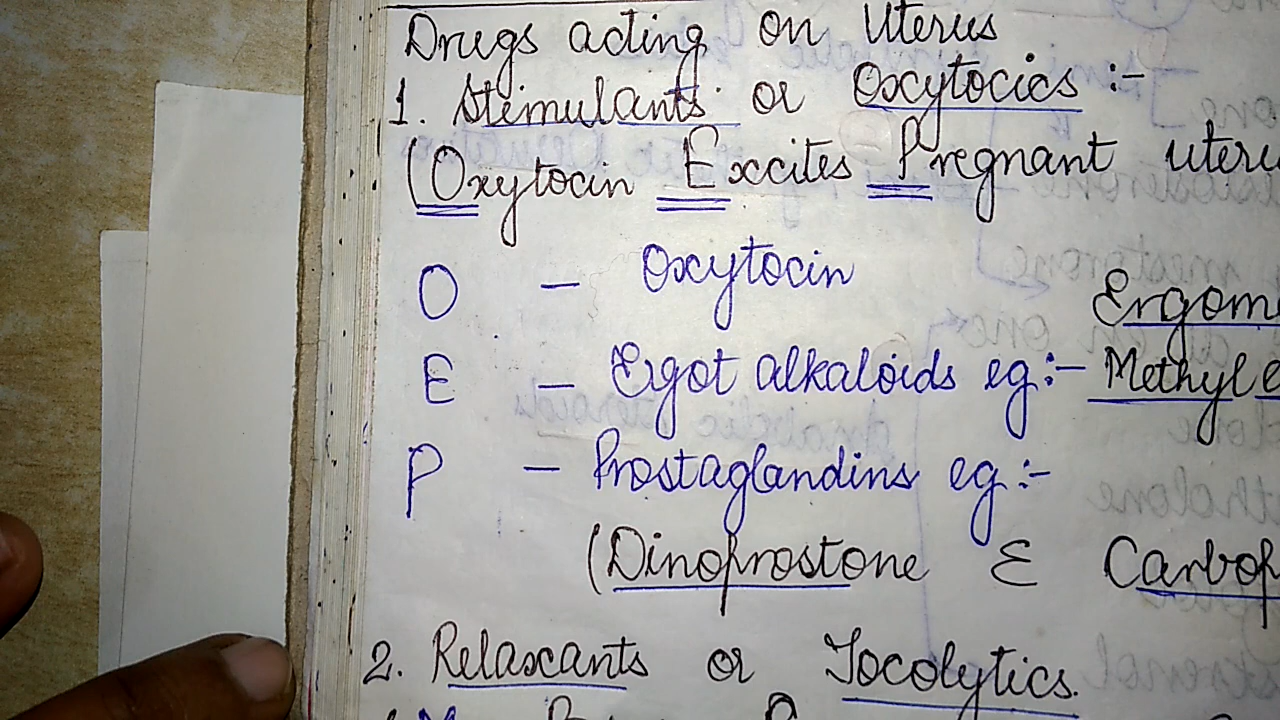 Drugs acting on Uterus
1. Stimulants or Oxytocics :-
(Oxytocin Excites Pregnant uteru
O - Oxytocin
Ergome
E - Ergot alkaloids eg:- Methyl e
P - Prostaglandins eg:-
(Dinoprostone & Carbop
2. Relaxants or Tocolytics.